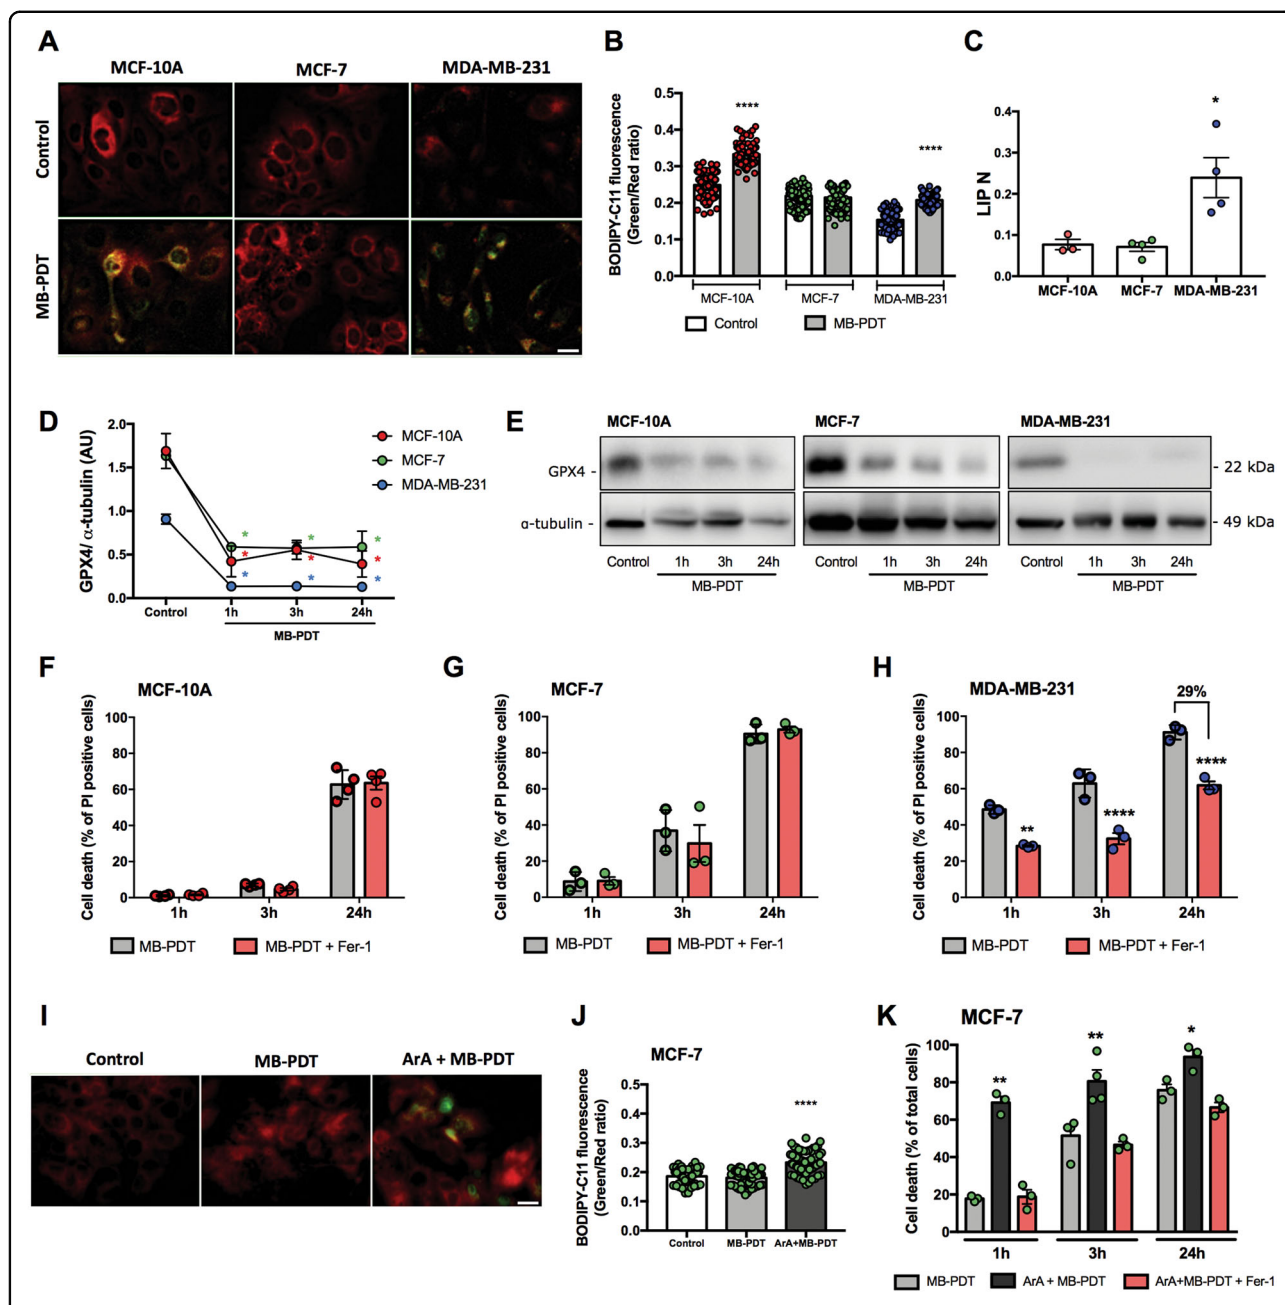 A
MCF-10A MCF-7 MDA-MB-231
Control
MB-PDT
B
BODIPY-C11 fluorescence
(Green/Red ratio)
0.5
0.4
0.3
0.2
0.1
0.0
**** ****
MCF-10A MCF-7 MDA-MB-231
Control MB-PDT
C
LIP N
0.4
0.3
0.2
0.1
0.0
*
MCF-10A MCF-7 MDA-MB-231
D
GPX4/ α-tubulin (AU)
2.0
1.5
1.0
0.5
0.0
MCF-10A
MCF-7
MDA-MB-231
* * *
* * *
* * *
Control 1h 3h 24h
MB-PDT
E
MCF-10A MCF-7 MDA-MB-231
GPX4 - - 22 kDa
α-tubulin - - 49 kDa
Control 1h 3h 24h Control 1h 3h 24h Control 1h 3h 24h
MB-PDT MB-PDT MB-PDT
F
MCF-10A
Cell death (% of PI positive cells)
100
80
60
40
20
0
1h 3h 24h
MB-PDT MB-PDT + Fer-1
G
MCF-7
Cell death (% of PI positive cells)
100
80
60
40
20
0
1h 3h 24h
MB-PDT MB-PDT + Fer-1
H
MDA-MB-231
29%
Cell death (% of PI positive cells)
100
80
60
40
20
0
** **** ****
1h 3h 24h
MB-PDT MB-PDT + Fer-1
I
Control MB-PDT ArA + MB-PDT
J
MCF-7
BODIPY-C11 fluorescence
(Green/Red ratio)
0.5
0.4
0.3
0.2
0.1
0.0
****
Control MB-PDT ArA+MB-PDT
K
MCF-7
Cell death (% of total cells)
100
80
60
40
20
0
** ** *
1h 3h 24h
MB-PDT ArA + MB-PDT ArA+MB-PDT + Fer-1